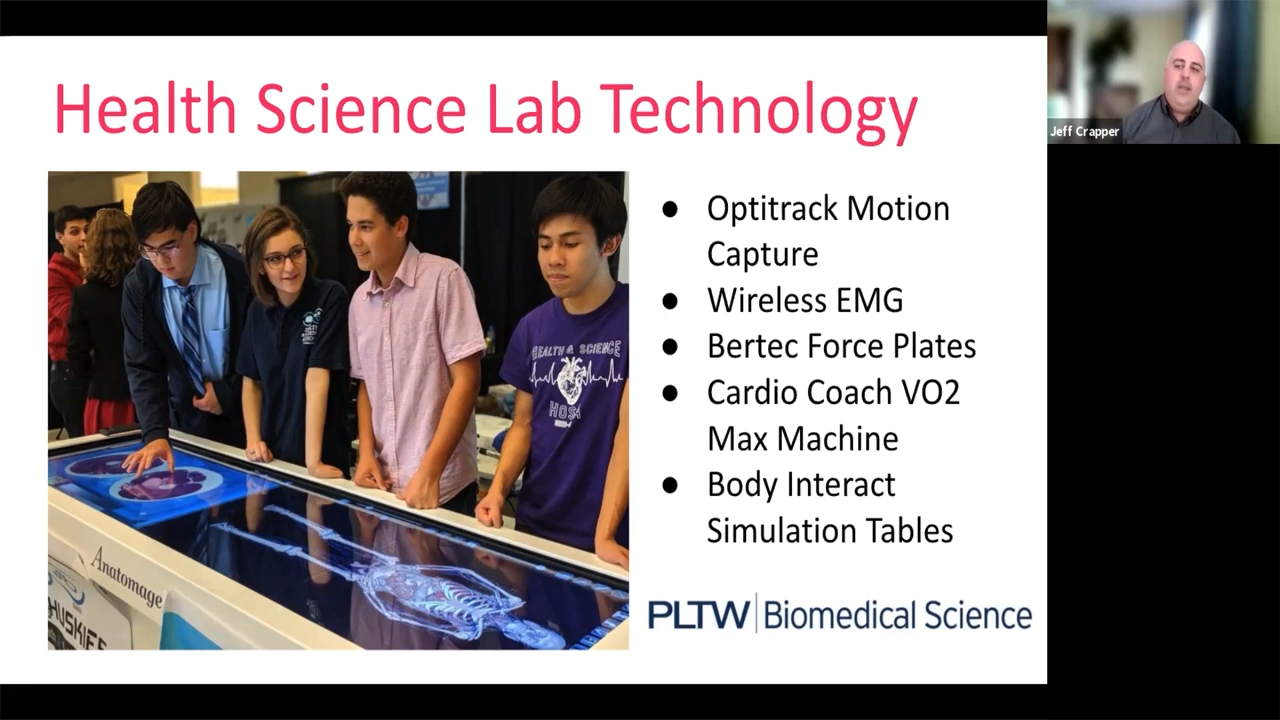 Health Science Lab Technology
Jeff Crapper
● Optitrack Motion
Capture
● Wireless EMG
● Bertec Force Plates
● Cardio Coach VO2
Max Machine
● Body Interact
Simulation Tables
HEALTH & SCIENCE
HOSA
Anatomage
HUSKIES
PLTW | Biomedical Science